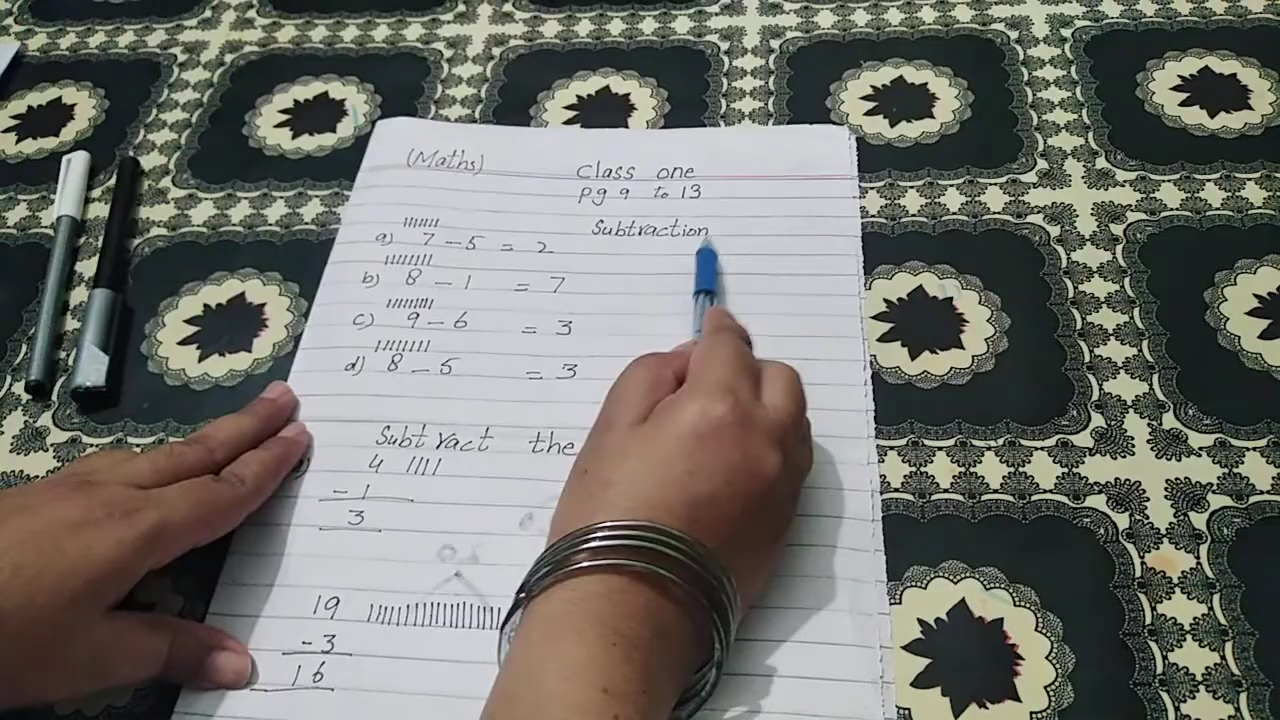 (Maths) Class one
pg 9 to 13
Subtraction
a) 7 - 5 = 2
b) 8 - 1 = 7
c) 9 - 6 = 3
d) 8 - 5 = 3
Subtract the
4 ||||
- 1
3
19
- 3
16